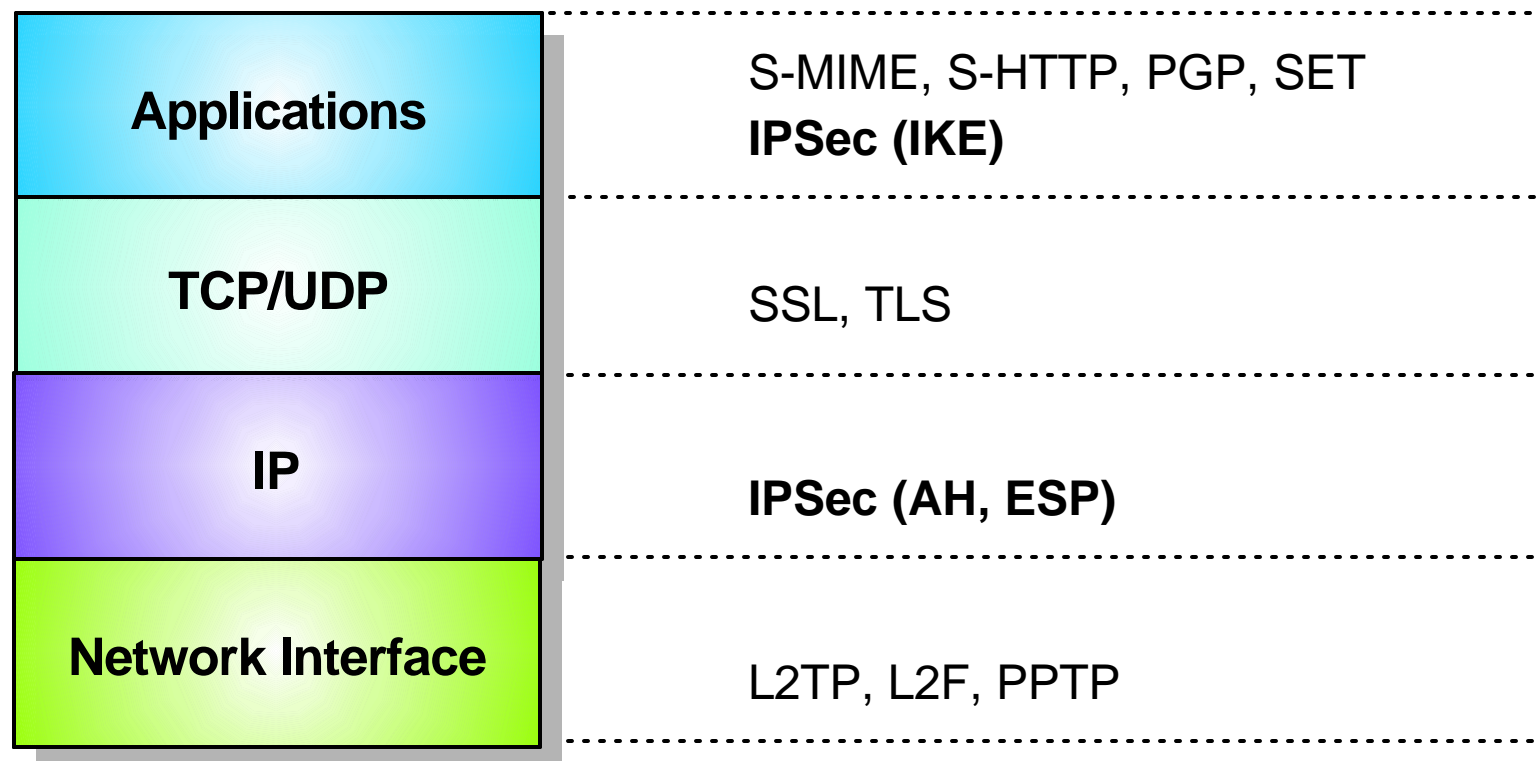 Applications
S-MIME, S-HTTP, PGP, SET
IPSec (IKE)
TCP/UDP
SSL, TLS
IP
IPSec (AH, ESP)
Network Interface
L2TP, L2F, PPTP